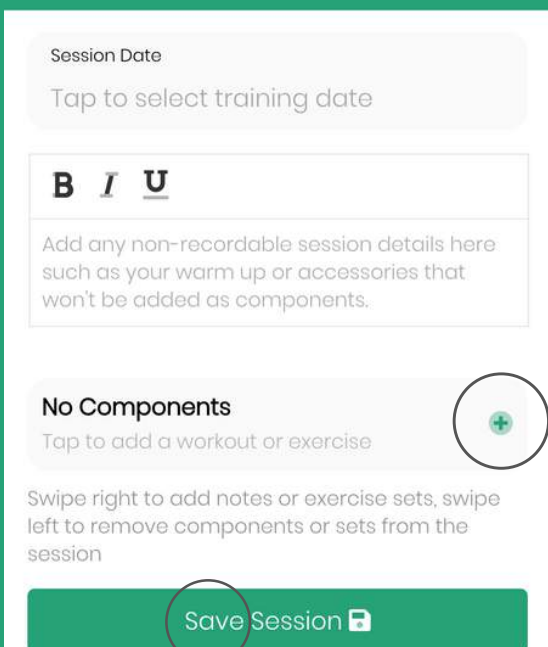 Session Date
Tap to select training date
B I U
Add any non-recordable session details here
such as your warm up or accessories that
won't be added as components.
No Components
Tap to add a workout or exercise
Swipe right to add notes or exercise sets, swipe
left to remove components or sets from the
session
Save Session